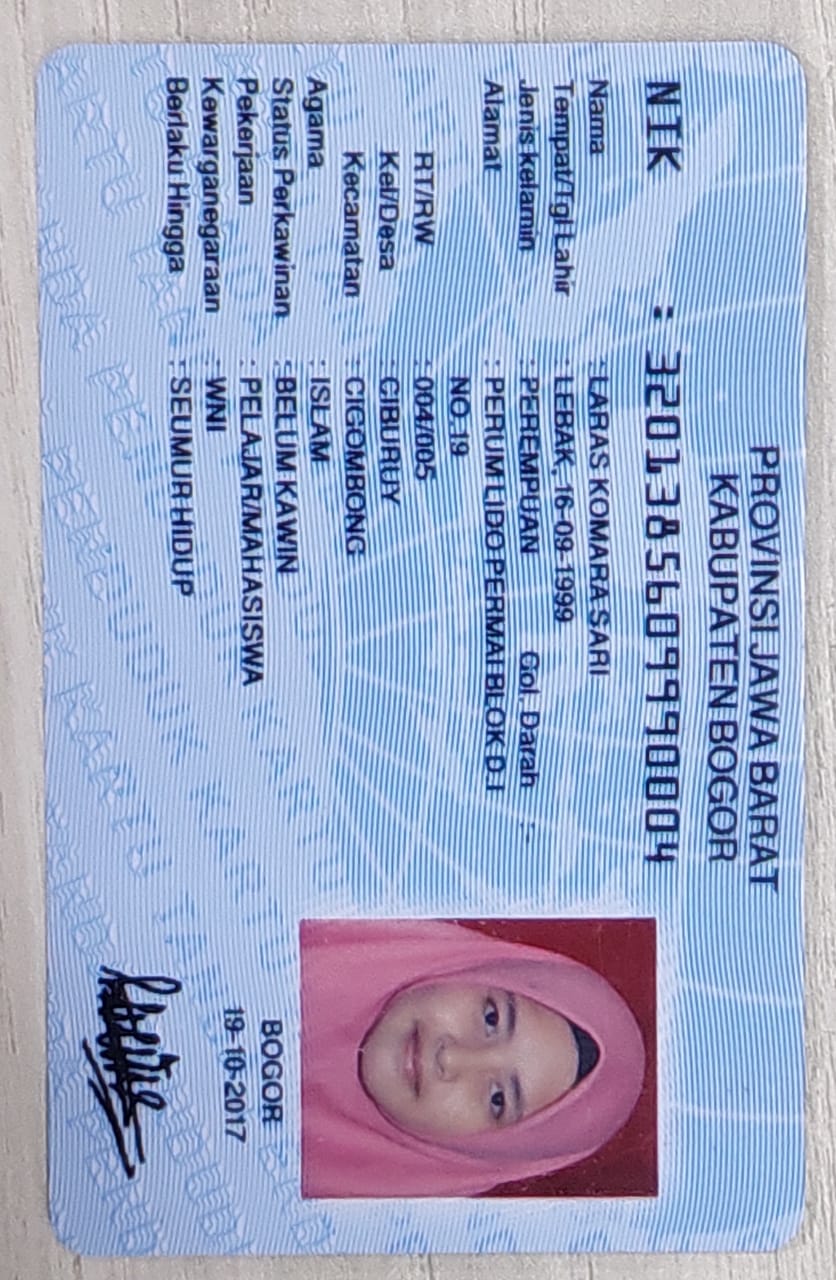 PROVINSI JAWA BARAT
KABUPATEN BOGOR
NIK : 3201385609990004
Nama : LARAS KOMARA SARI
Tempat/Tgl Lahir : LEBAK, 16-09-1999
Jenis kelamin : PEREMPUAN Gol. Darah :-
Alamat : PERUM LIDO PERMAI BLOK D.I
NO.19
RT/RW : 004/005
Kel/Desa : CIBURUY
Kecamatan : CIGOMBONG
Agama : ISLAM
Status Perkawinan : BELUM KAWIN
Pekerjaan : PELAJAR/MAHASISWA
Kewarganegaraan : WNI
Berlaku Hingga : SEUMUR HIDUP
BOGOR
19-10-2017